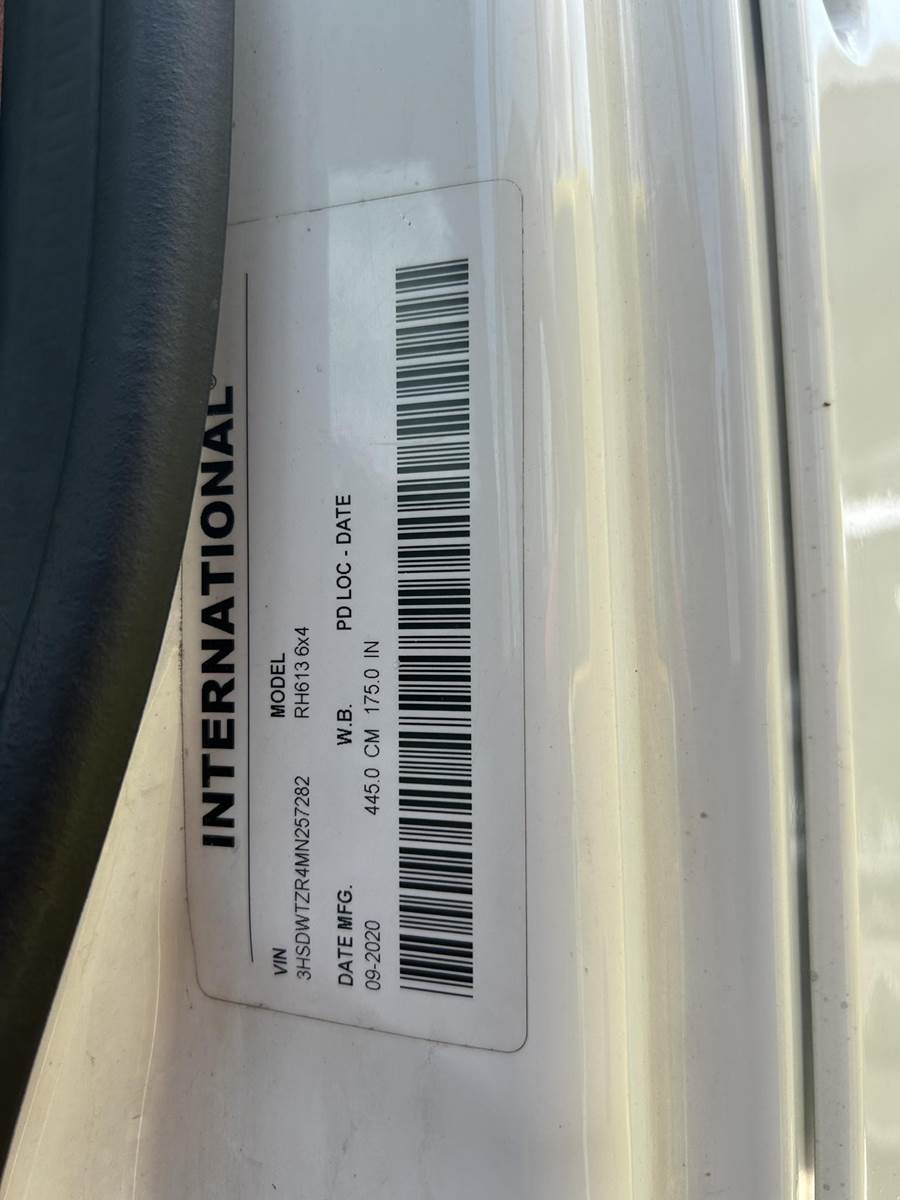 INTERNATIONAL®
VIN MODEL
3HSDWTZR4MN257282 RH613 6x4
DATE MFG. W.B. PD LOC - DATE
09-2020 445.0 CM 175.0 IN